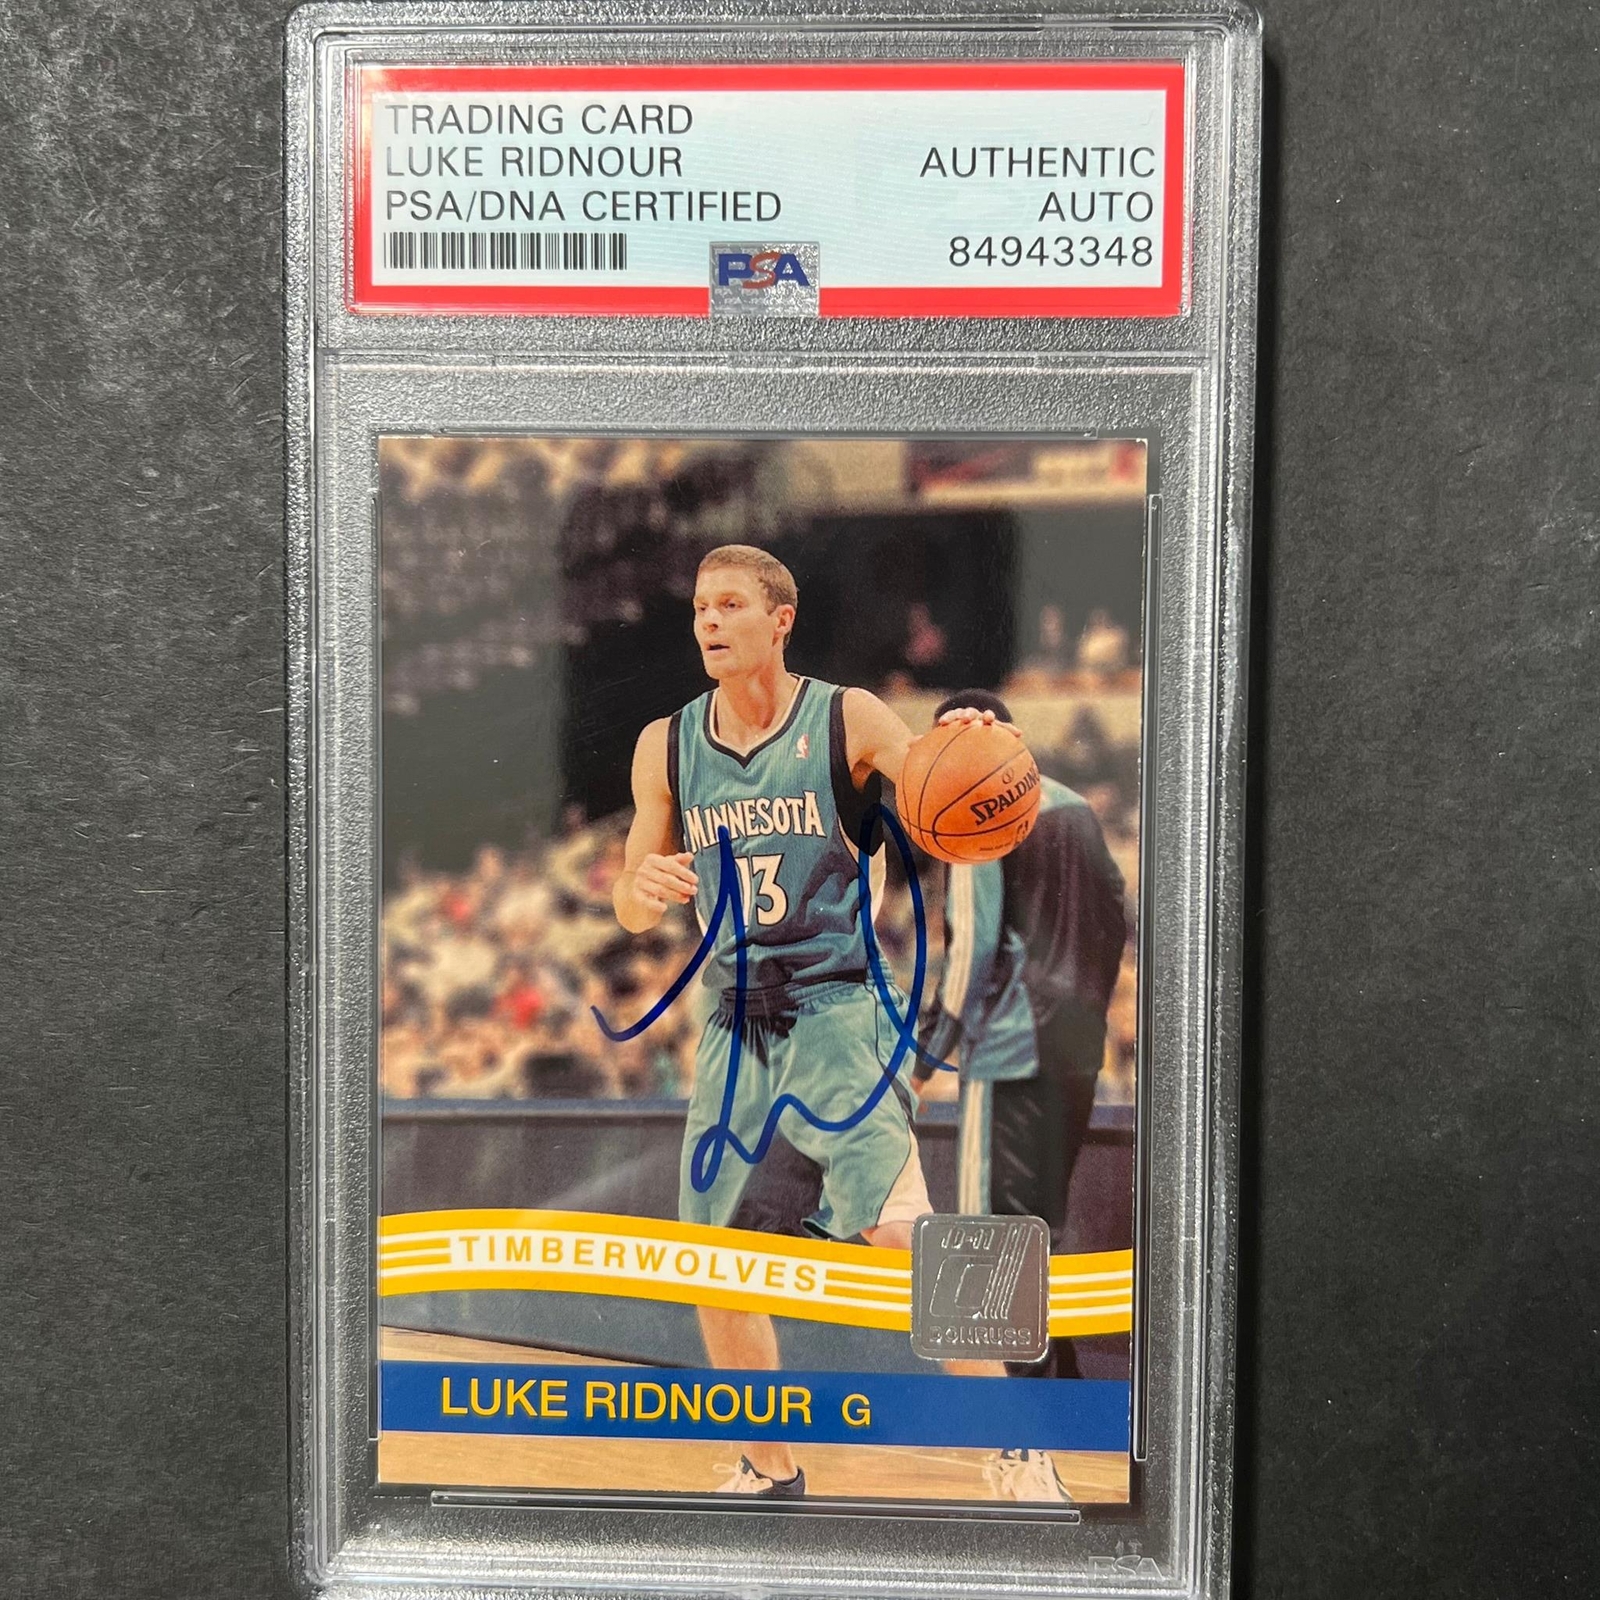 TRADING CARD
LUKE RIDNOUR
AUTHENTIC
PSA/DNA CERTIFIED
AUTO
84943348
PSA
SPALDING
MINNESOTA
13
TIMBERWOLVES
10-11
DONRUSS
LUKE RIDNOUR G
PSA